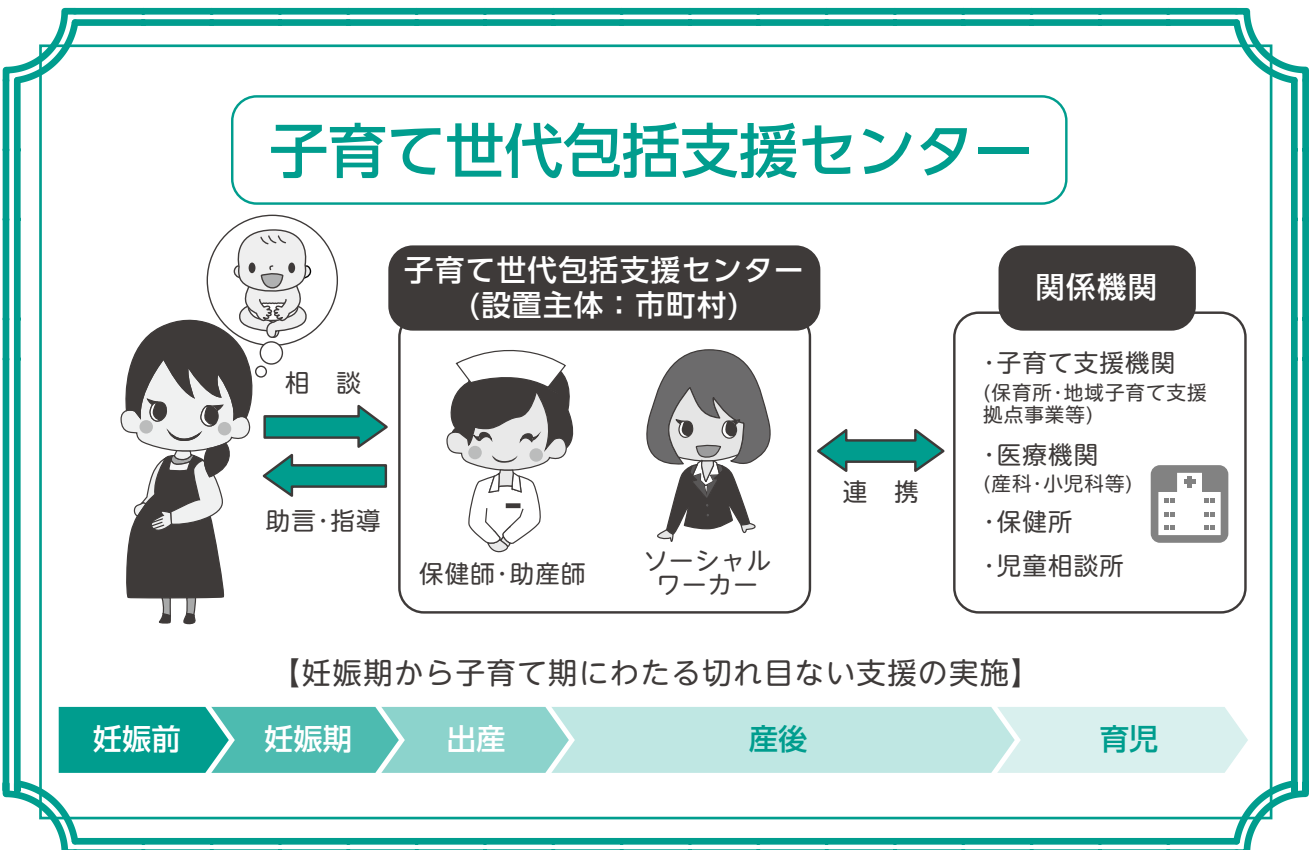 子育て世代包括支援センター
子育て世代包括支援センター
(設置主体：市町村)
相　談
助言・指導
保健師・助産師
ソーシャル
ワーカー
連　携
関係機関
・子育て支援機関
(保育所・地域子育て支援
拠点事業等)
・医療機関
(産科・小児科等)
・保健所
・児童相談所
【妊娠期から子育て期にわたる切れ目ない支援の実施】
妊娠前
妊娠期
出産
産後
育児